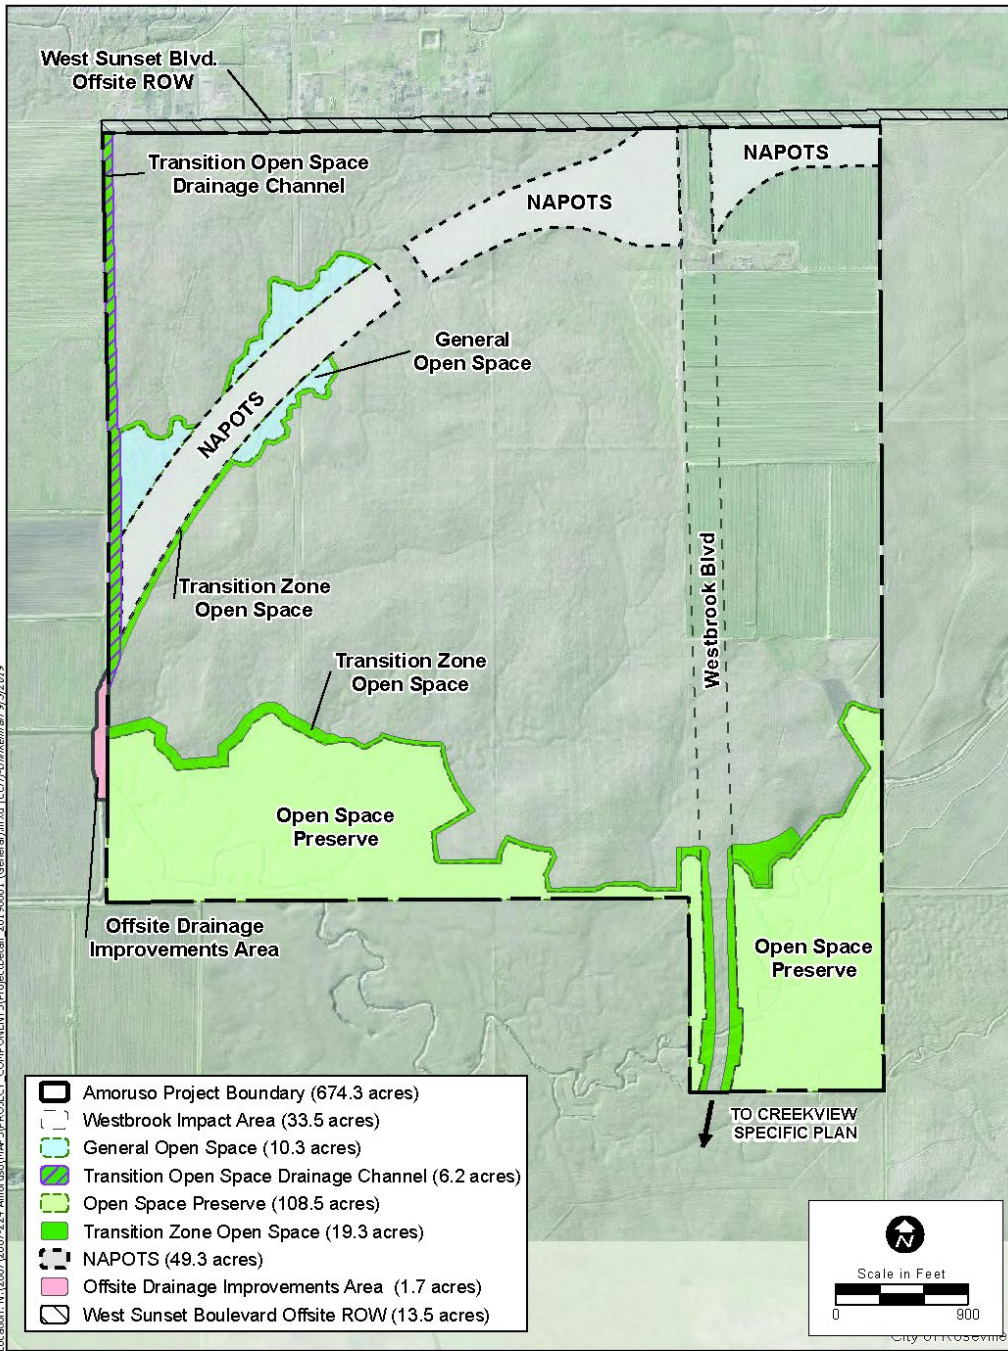 West Sunset Blvd.
Offsite ROW
Transition Open Space
Drainage Channel
NAPOTS
NAPOTS
General
Open Space
NAPOTS
Transition Zone
Open Space
Westbrook Blvd
Transition Zone
Open Space
Open Space
Preserve
Offsite Drainage
Improvements Area
Open Space
Preserve
TO CREEKVIEW
SPECIFIC PLAN
Amoruso Project Boundary (674.3 acres)
Westbrook Impact Area (33.5 acres)
General Open Space (10.3 acres)
Transition Open Space Drainage Channel (6.2 acres)
Open Space Preserve (108.5 acres)
Transition Zone Open Space (19.3 acres)
NAPOTS (49.3 acres)
Offsite Drainage Improvements Area (1.7 acres)
West Sunset Boulevard Offsite ROW (13.5 acres)
N
Scale in Feet
0 900
City of Roseville